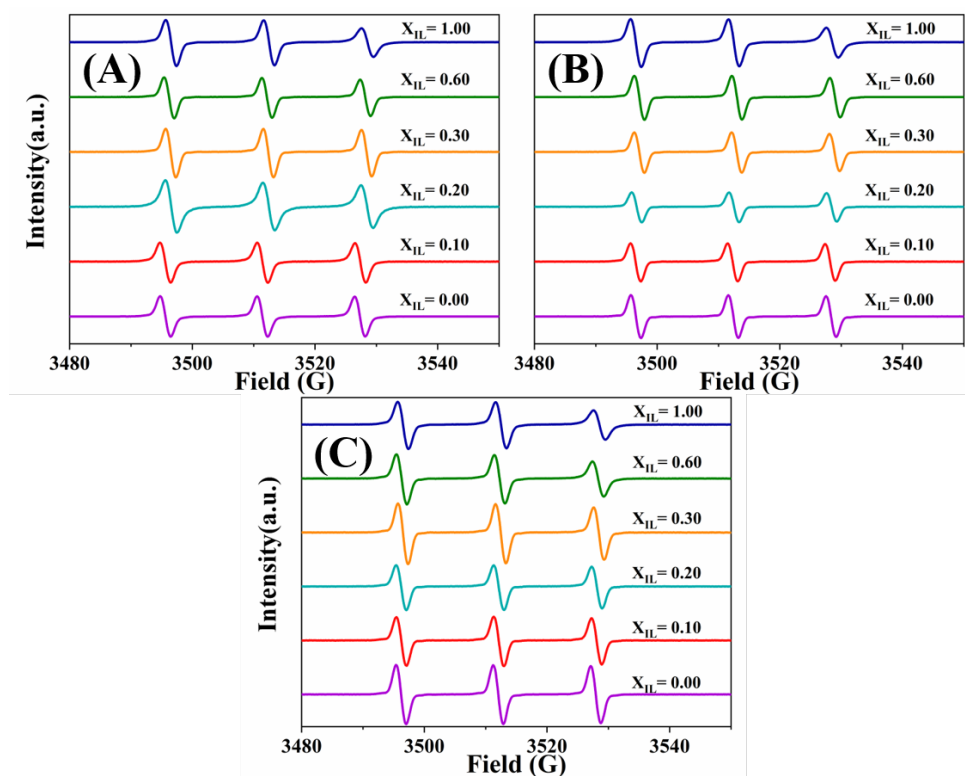 (A)
X_IL = 1.00
X_IL = 0.60
X_IL = 0.30
X_IL = 0.20
X_IL = 0.10
X_IL = 0.00
Intensity(a.u.)
3480 3500 3520 3540
Field (G)
(B)
X_IL = 1.00
X_IL = 0.60
X_IL = 0.30
X_IL = 0.20
X_IL = 0.10
X_IL = 0.00
3480 3500 3520 3540
Field (G)
(C)
X_IL = 1.00
X_IL = 0.60
X_IL = 0.30
X_IL = 0.20
X_IL = 0.10
X_IL = 0.00
Intensity(a.u.)
3480 3500 3520 3540
Field (G)